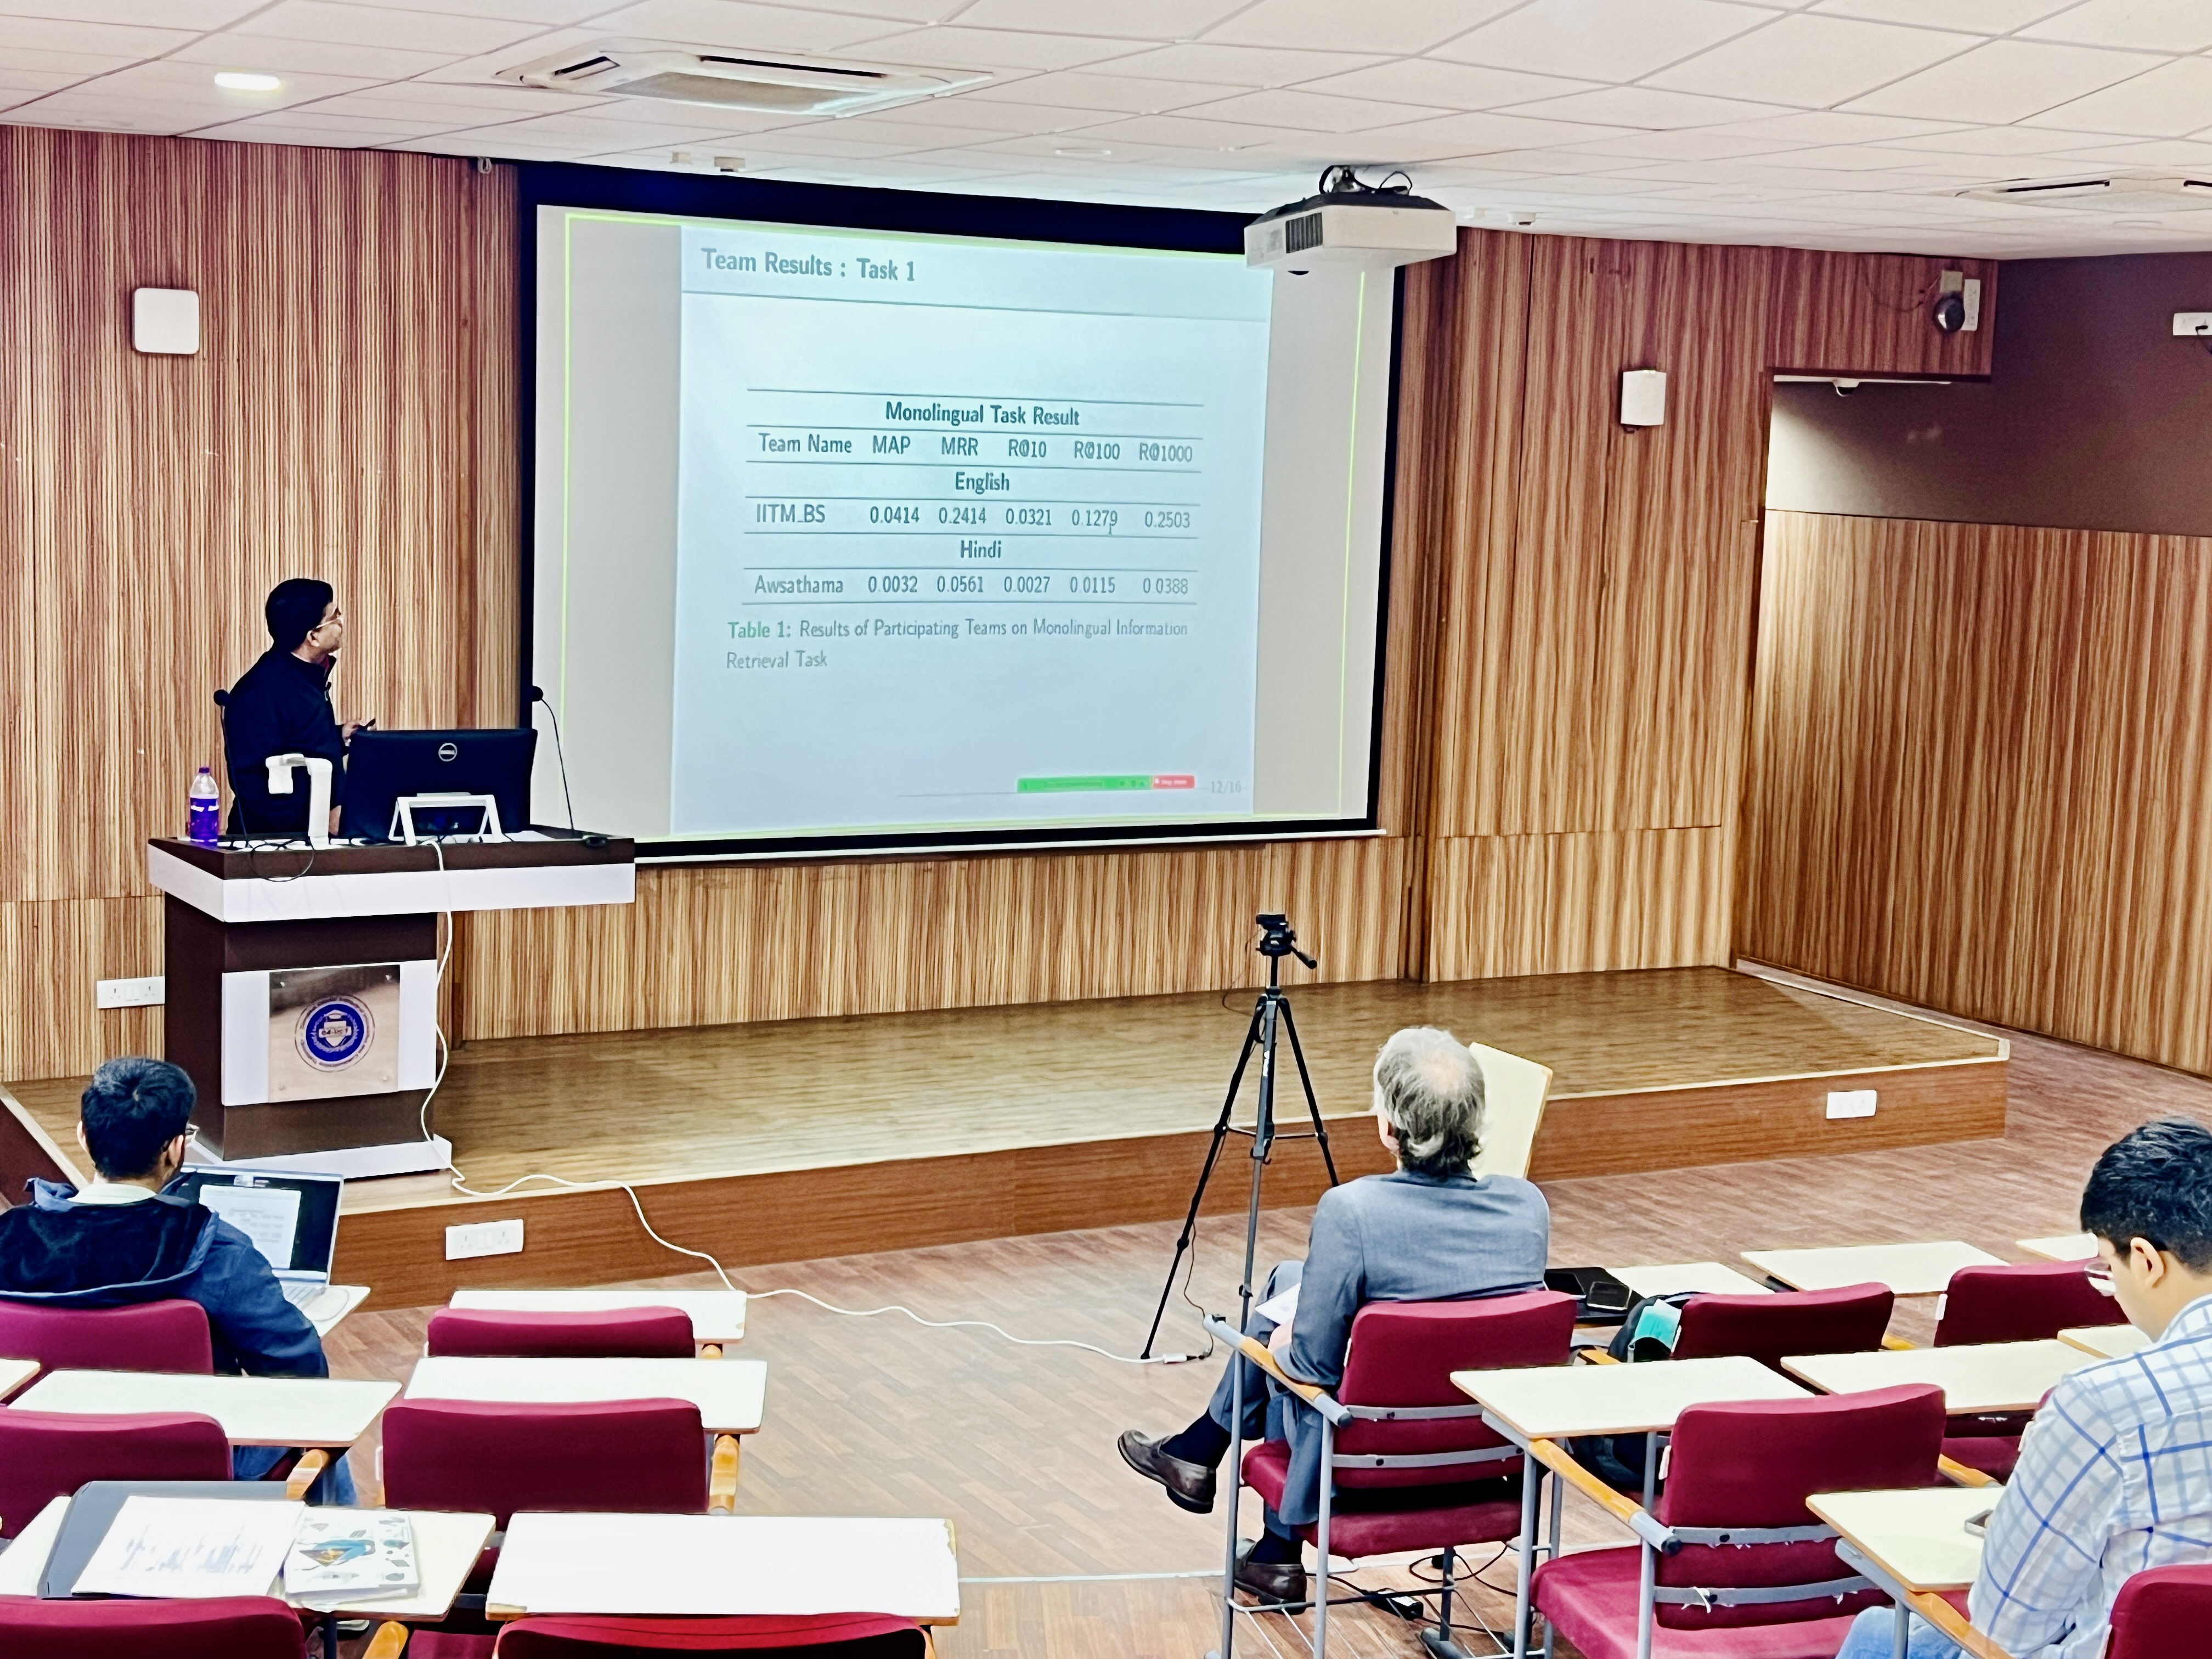 Team Results : Task 1
Monolingual Task Result
Team Name MAP MRR R@10 R@100 R@1000
English
IITM_BS 0.0414 0.2414 0.0321 0.1279 0.2503
Hindi
Awsathama 0.0032 0.0561 0.0027 0.0115 0.0388
Table 1: Results of Participating Teams on Monolingual Information
Retrieval Task
12/16
DELL